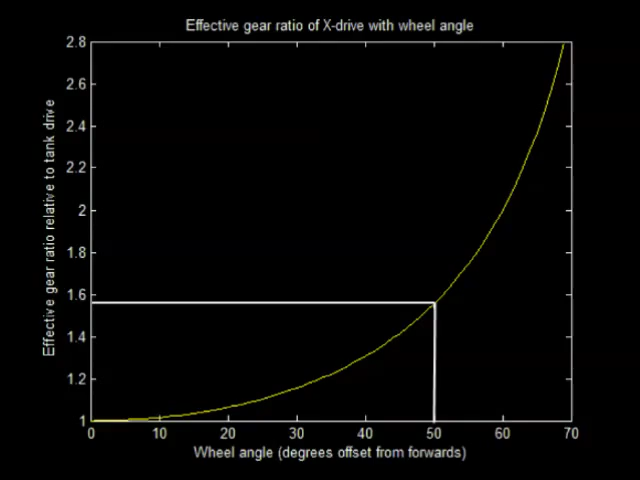 Effective gear ratio of X-drive with wheel angle
Effective gear ratio relative to tank drive
2.8
2.6
2.4
2.2
2
1.8
1.6
1.4
1.2
1
0 10 20 30 40 50 60 70
Wheel angle (degrees offset from forwards)